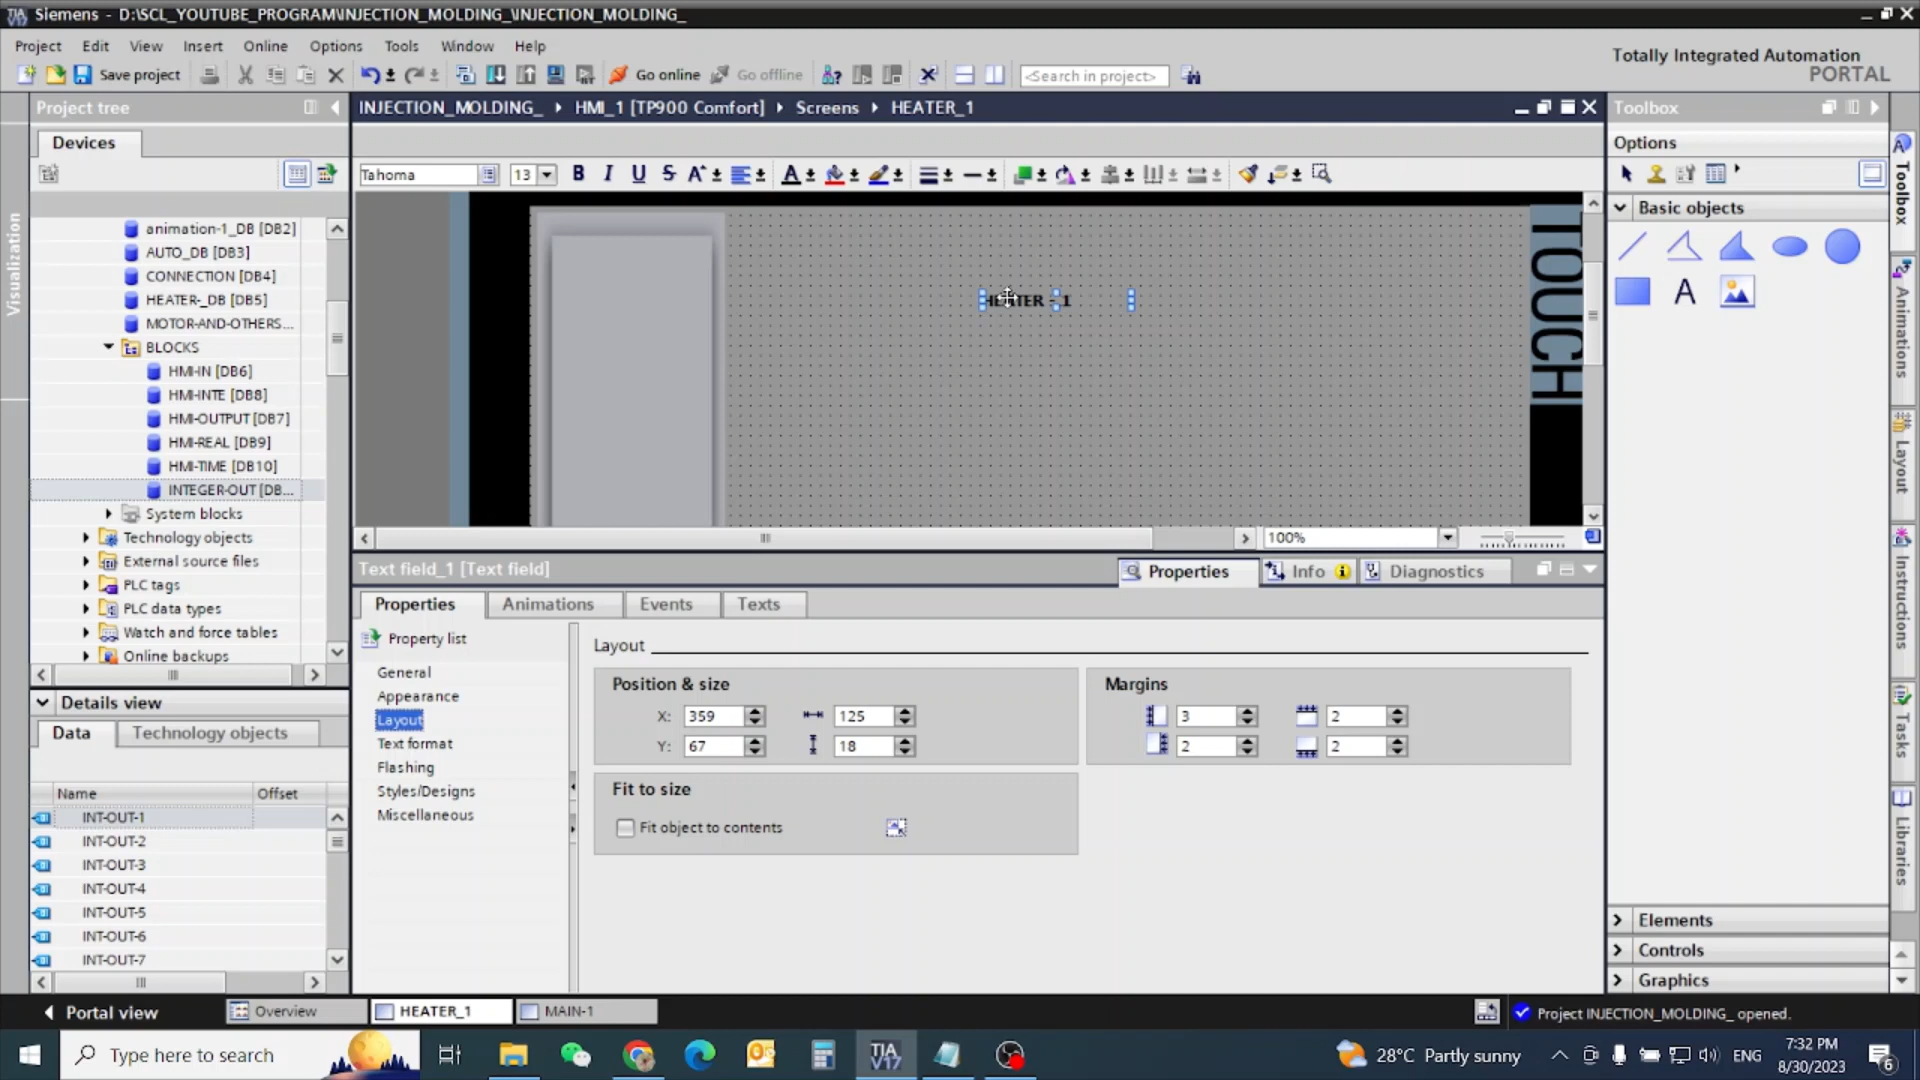 Siemens - D:\SCL_YOUTUBE_PROGRAM\INJECTION_MOLDING_\INJECTION_MOLDING_
Project Edit View Insert Online Options Tools Window Help
Totally Integrated Automation
PORTAL
Save project
Go online
Go offline
<Search in project>
Project tree
INJECTION_MOLDING_ HMI_1 [TP900 Comfort] Screens HEATER_1
Toolbox
Devices
Options
Tahoma
13
B I U S
Visualization
animation-1_DB [DB2]
AUTO_DB [DB3]
CONNECTION [DB4]
HEATER-_DB [DB5]
MOTOR-AND-OTHERS...
BLOCKS
HMI-IN [DB6]
HMI-INTE [DB8]
HMI-OUTPUT [DB7]
HMI-REAL [DB9]
HMI-TIME [DB10]
INTEGER-OUT [DB...
System blocks
Technology objects
External source files
PLC tags
PLC data types
Watch and force tables
Online backups
HEATER - 1
TOUCH
Basic objects
A
Toolbox
Animations
Layout
Instructions
Tasks
Libraries
100%
Text field_1 [Text field]
Properties Info Diagnostics
Properties Animations Events Texts
Property list
General
Appearance
Layout
Text format
Flashing
Styles/Designs
Miscellaneous
Layout
Position & size
X: 359 125
Y: 67 18
Margins
3 2
2 2
Fit to size
Fit object to contents
Details view
Data Technology objects
Name Offset
INT-OUT-1
INT-OUT-2
INT-OUT-3
INT-OUT-4
INT-OUT-5
INT-OUT-6
INT-OUT-7
Elements
Controls
Graphics
Portal view Overview HEATER_1 MAIN-1
Project INJECTION_MOLDING_ opened.
Type here to search
TIA V17
28°C Partly sunny
ENG
7:32 PM
8/30/2023
6